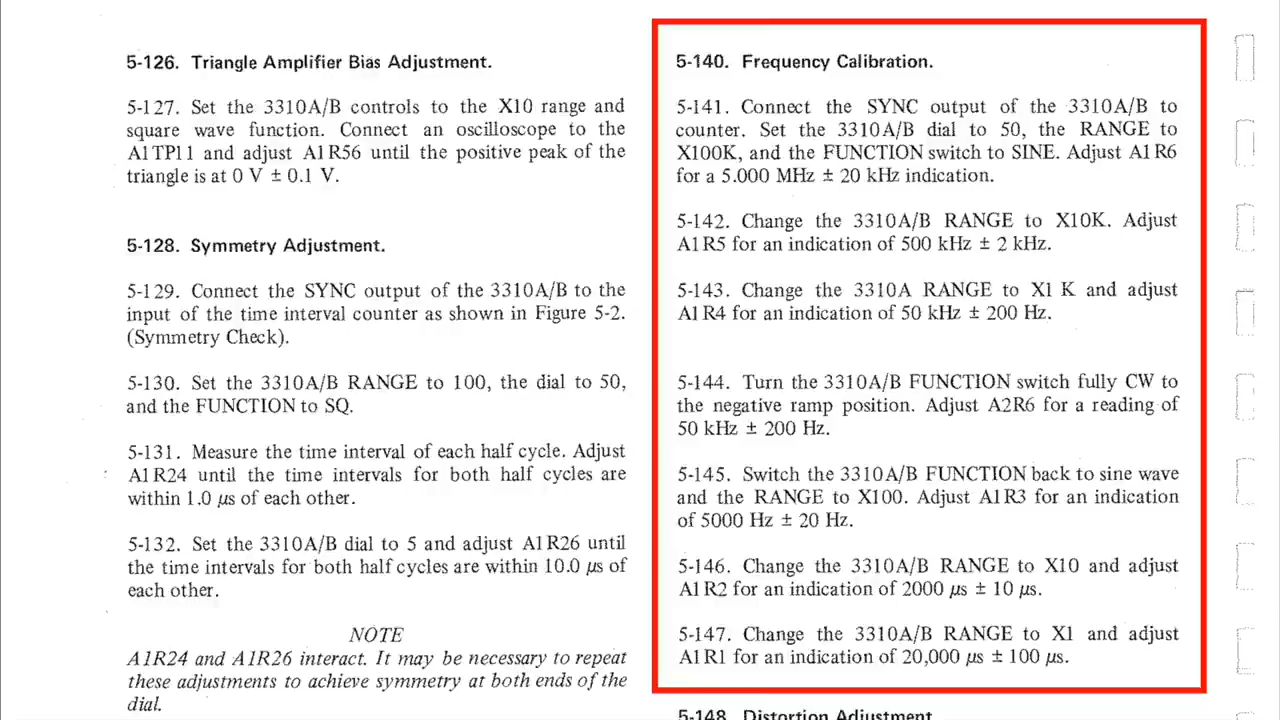 5-126. Triangle Amplifier Bias Adjustment.
5-127. Set the 3310A/B controls to the X10 range and
square wave function. Connect an oscilloscope to the
A1TP11 and adjust A1R56 until the positive peak of the
triangle is at 0 V ± 0.1 V.
5-128. Symmetry Adjustment.
5-129. Connect the SYNC output of the 3310A/B to the
input of the time interval counter as shown in Figure 5-2.
(Symmetry Check).
5-130. Set the 3310A/B RANGE to 100, the dial to 50,
and the FUNCTION to SQ.
5-131. Measure the time interval of each half cycle. Adjust
A1R24 until the time intervals for both half cycles are
within 1.0 µs of each other.
5-132. Set the 3310A/B dial to 5 and adjust A1R26 until
the time intervals for both half cycles are within 10.0 µs of
each other.
NOTE
A1R24 and A1R26 interact. It may be necessary to repeat
these adjustments to achieve symmetry at both ends of the
dial.
5-140. Frequency Calibration.
5-141. Connect the SYNC output of the 3310A/B to
counter. Set the 3310A/B dial to 50, the RANGE to
X100K, and the FUNCTION switch to SINE. Adjust A1R6
for a 5.000 MHz ± 20 kHz indication.
5-142. Change the 3310A/B RANGE to X10K. Adjust
A1R5 for an indication of 500 kHz ± 2 kHz.
5-143. Change the 3310A RANGE to X1 K and adjust
A1R4 for an indication of 50 kHz ± 200 Hz.
5-144. Turn the 3310A/B FUNCTION switch fully CW to
the negative ramp position. Adjust A2R6 for a reading of
50 kHz ± 200 Hz.
5-145. Switch the 3310A/B FUNCTION back to sine wave
and the RANGE to X100. Adjust A1R3 for an indication
of 5000 Hz ± 20 Hz.
5-146. Change the 3310A/B RANGE to X10 and adjust
A1R2 for an indication of 2000 µs ± 10 µs.
5-147. Change the 3310A/B RANGE to X1 and adjust
A1R1 for an indication of 20,000 µs ± 100 µs.
5-148. Distortion Adjustment